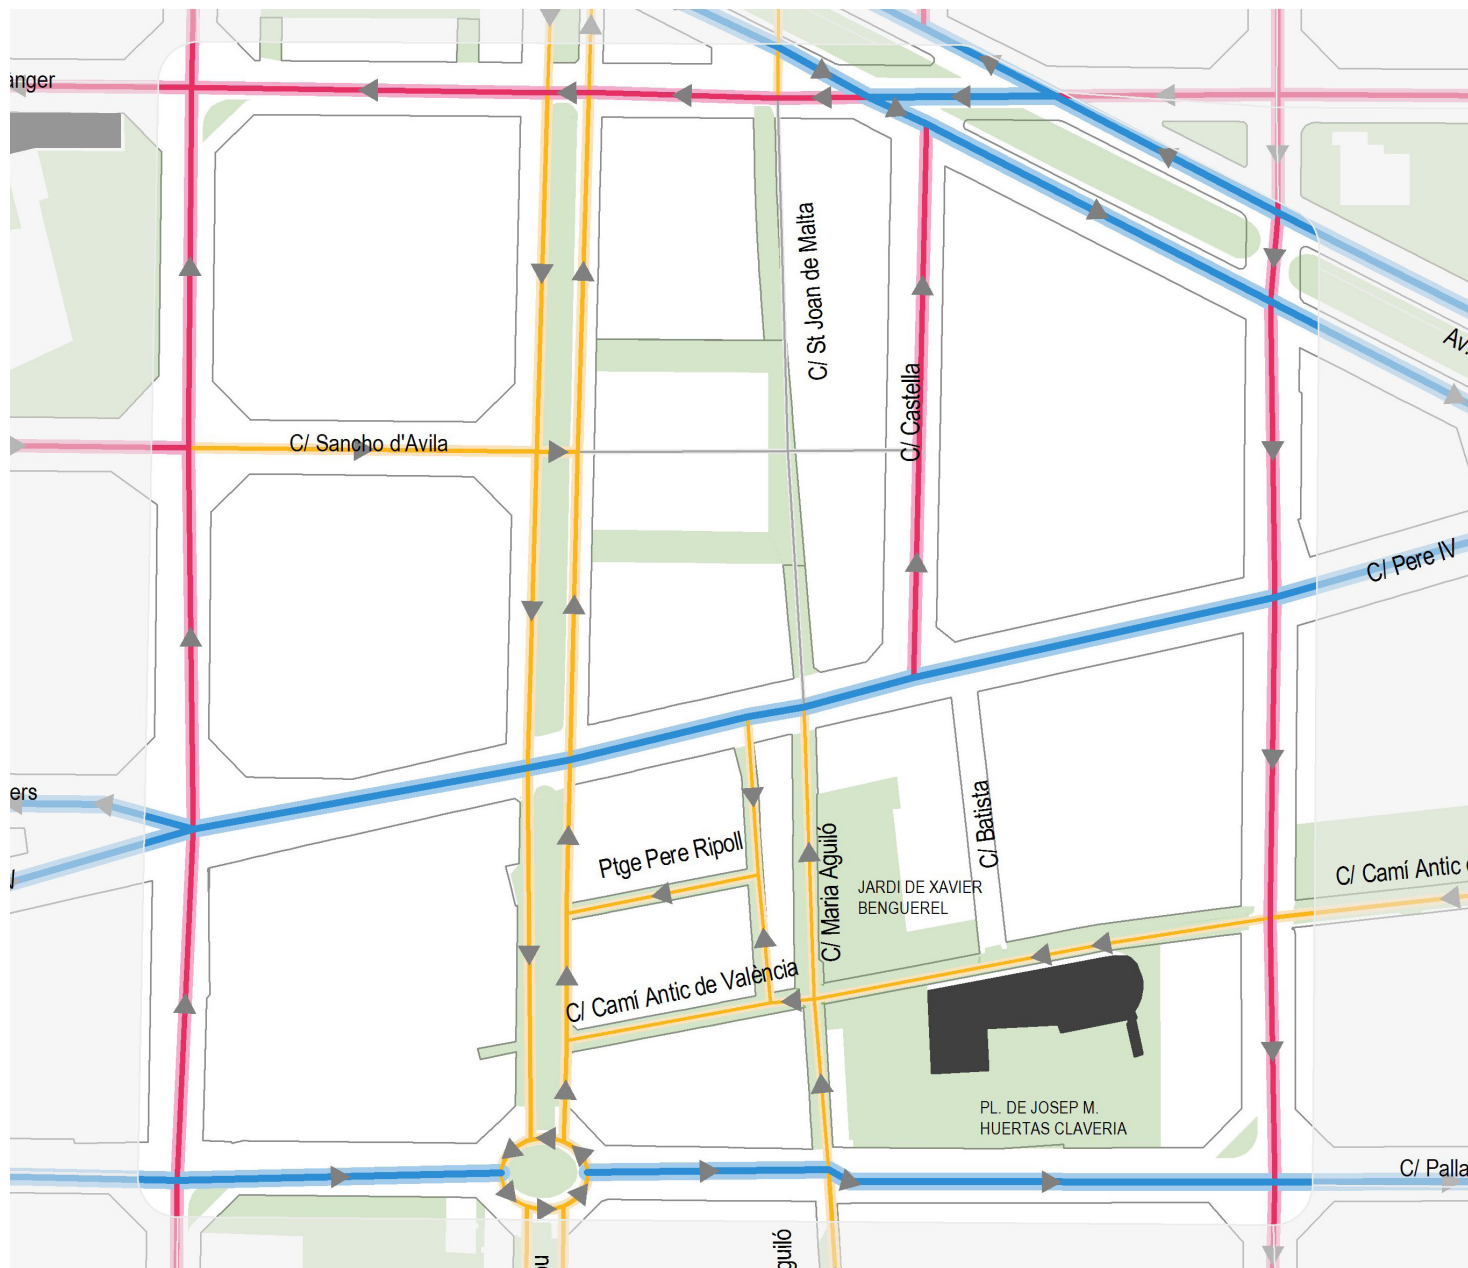 anger
C/ St Joan de Malta
C/ Castella
C/ Sancho d'Avila
Av.
C/ Pere IV
ers
C/ Batista
Ptge Pere Ripoll
C/ Maria Aguiló
JARDI DE XAVIER
BENGUEREL
C/ Camí Antic
C/ Camí Antic de València
PL. DE JOSEP M.
HUERTAS CLAVERIA
C/ Palla
guiló
ou